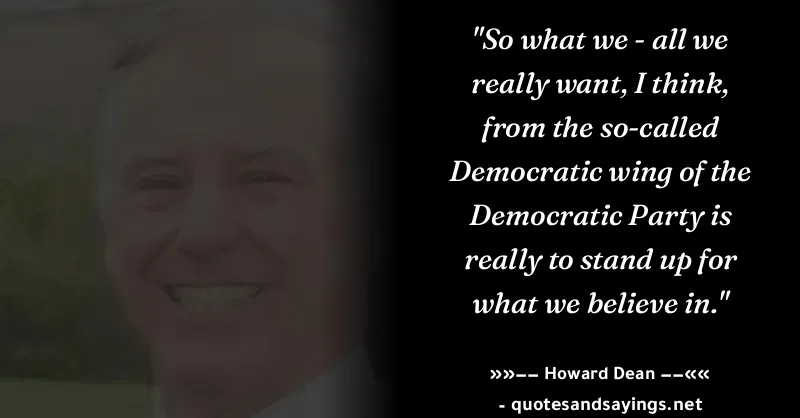 "So what we - all we
really want, I think,
from the so-called
Democratic wing of the
Democratic Party is
really to stand up for
what we believe in."
»»−− Howard Dean −−««
- quotesandsayings.net